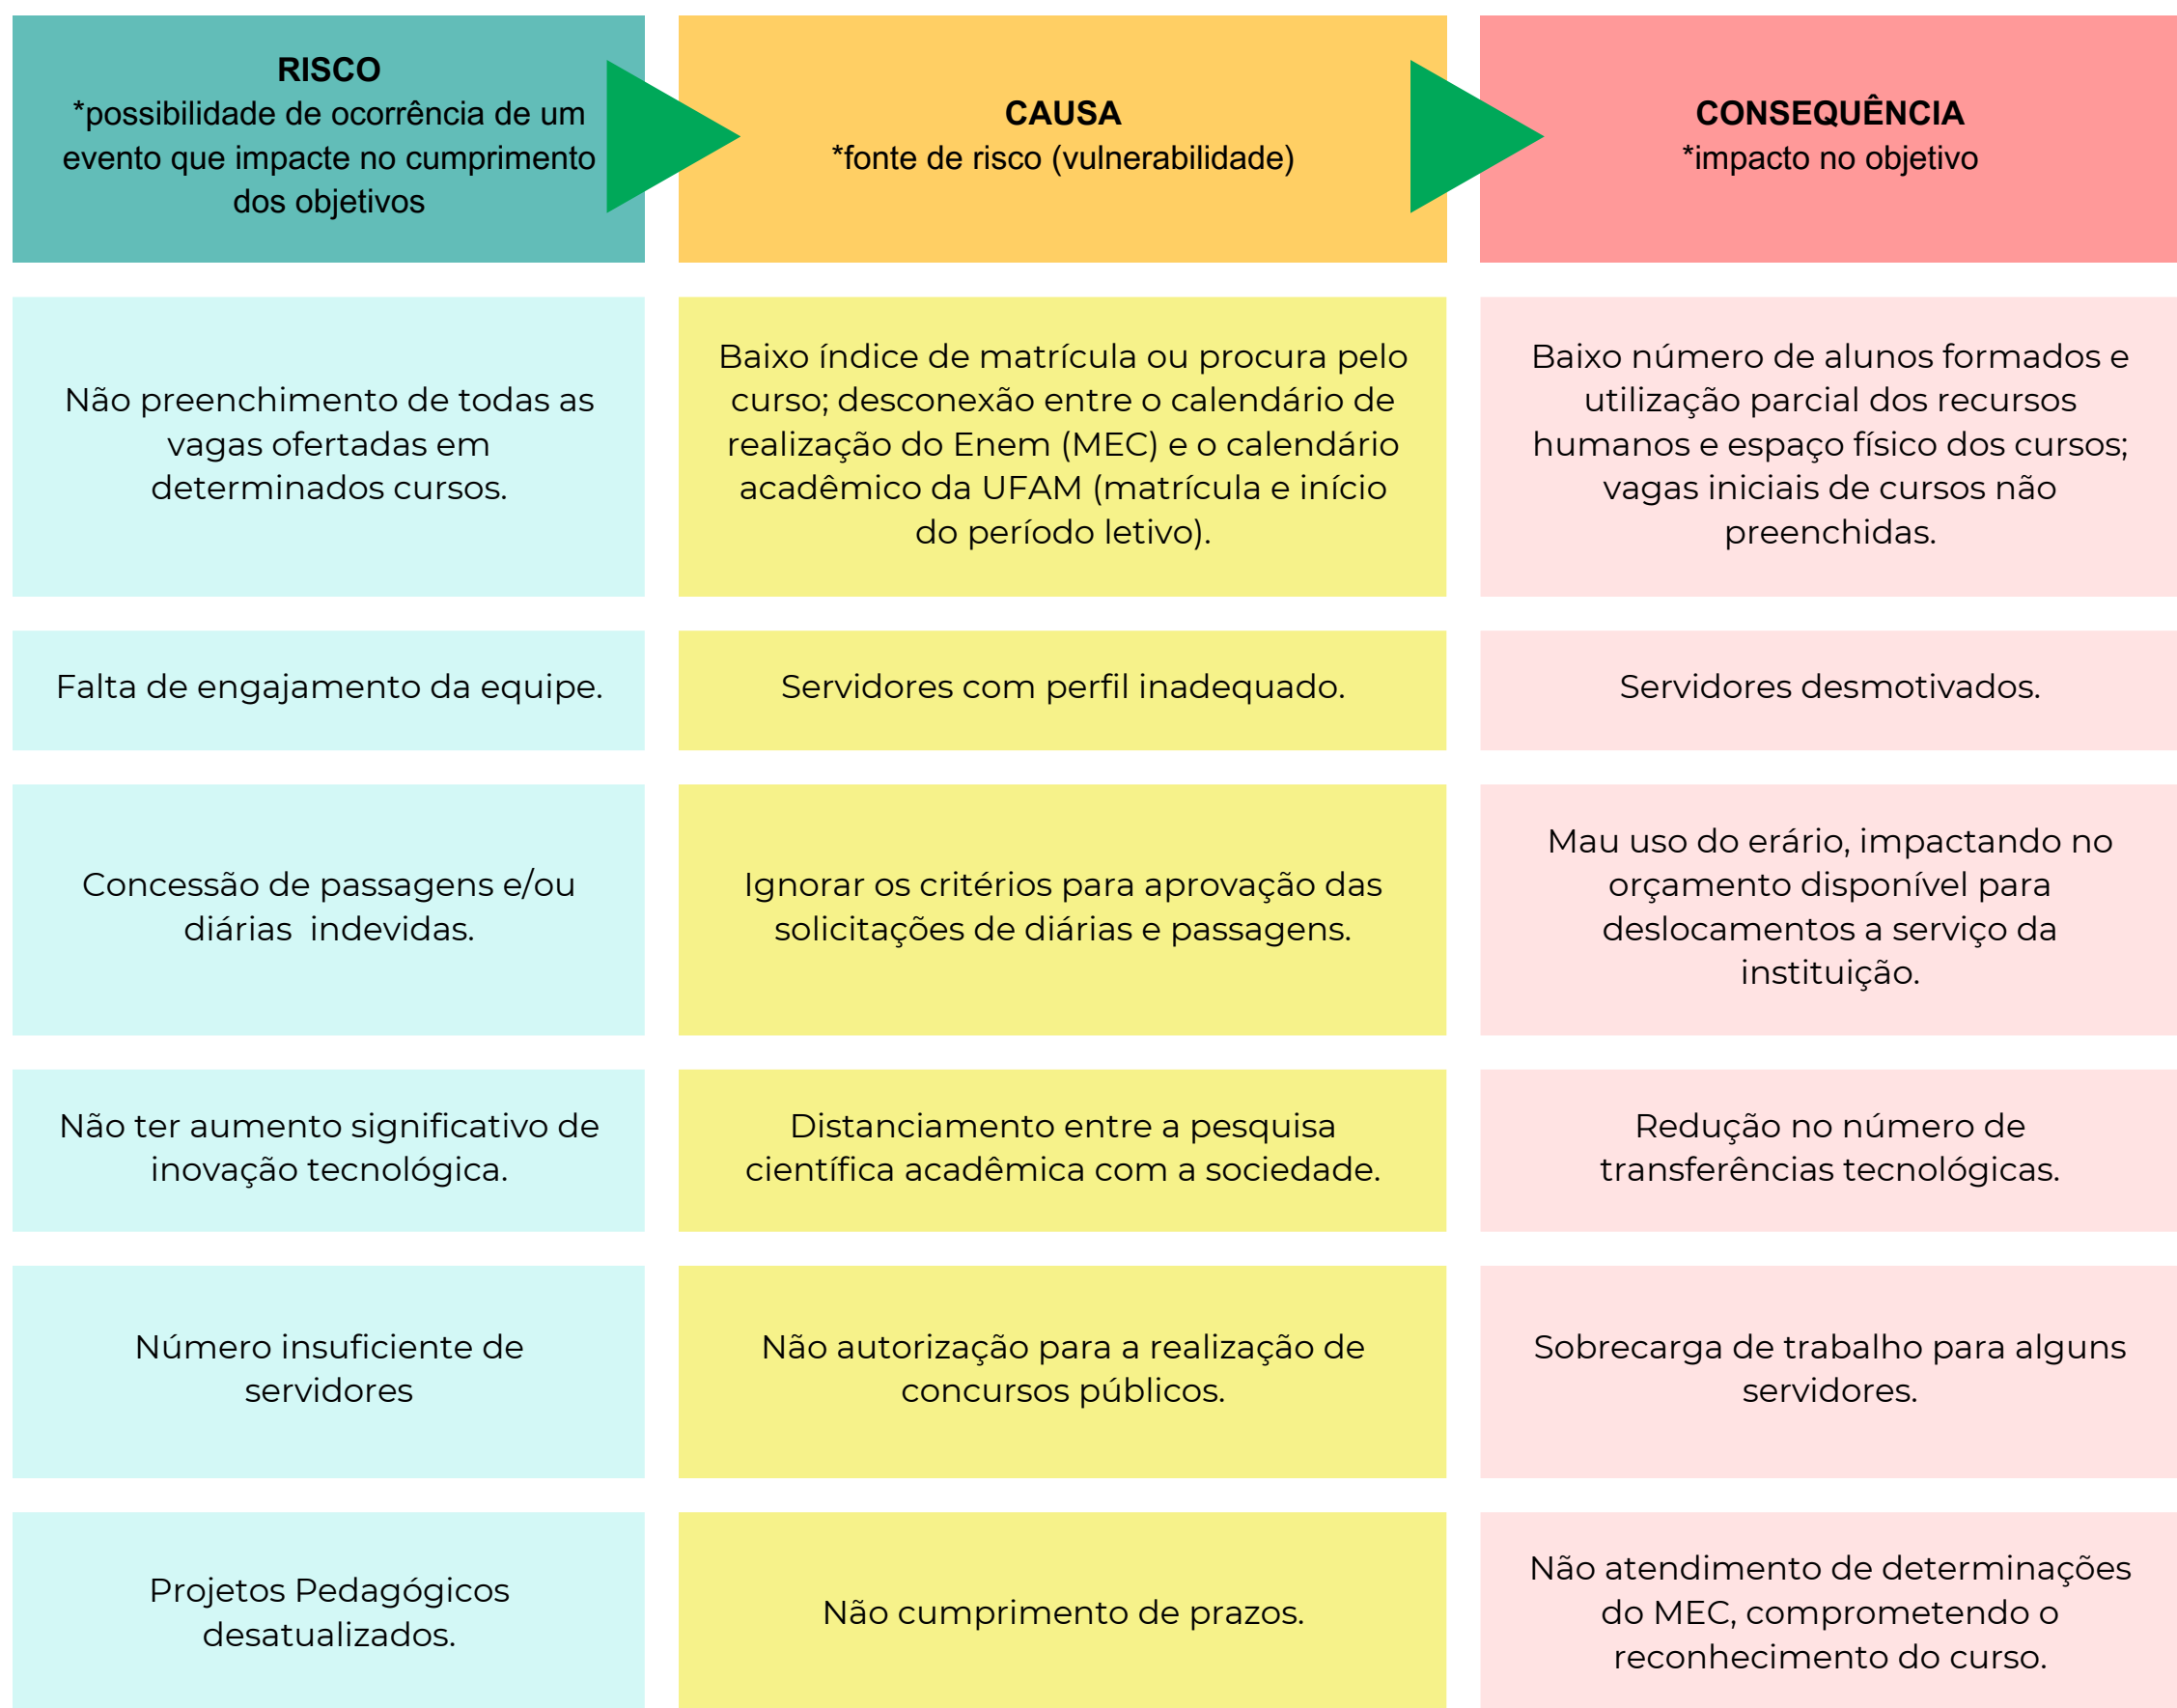 RISCO
*possibilidade de ocorrência de um
evento que impacte no cumprimento
dos objetivos
CAUSA
*fonte de risco (vulnerabilidade)
CONSEQUÊNCIA
*impacto no objetivo
Não preenchimento de todas as
vagas ofertadas em
determinados cursos.
Baixo índice de matrícula ou procura pelo
curso; desconexão entre o calendário de
realização do Enem (MEC) e o calendário
acadêmico da UFAM (matrícula e início
do período letivo).
Baixo número de alunos formados e
utilização parcial dos recursos
humanos e espaço físico dos cursos;
vagas iniciais de cursos não
preenchidas.
Falta de engajamento da equipe.
Servidores com perfil inadequado.
Servidores desmotivados.
Concessão de passagens e/ou
diárias  indevidas.
Ignorar os critérios para aprovação das
solicitações de diárias e passagens.
Mau uso do erário, impactando no
orçamento disponível para
deslocamentos a serviço da
instituição.
Não ter aumento significativo de
inovação tecnológica.
Distanciamento entre a pesquisa
científica acadêmica com a sociedade.
Redução no número de
transferências tecnológicas.
Número insuficiente de
servidores
Não autorização para a realização de
concursos públicos.
Sobrecarga de trabalho para alguns
servidores.
Projetos Pedagógicos
desatualizados.
Não cumprimento de prazos.
Não atendimento de determinações
do MEC, comprometendo o
reconhecimento do curso.